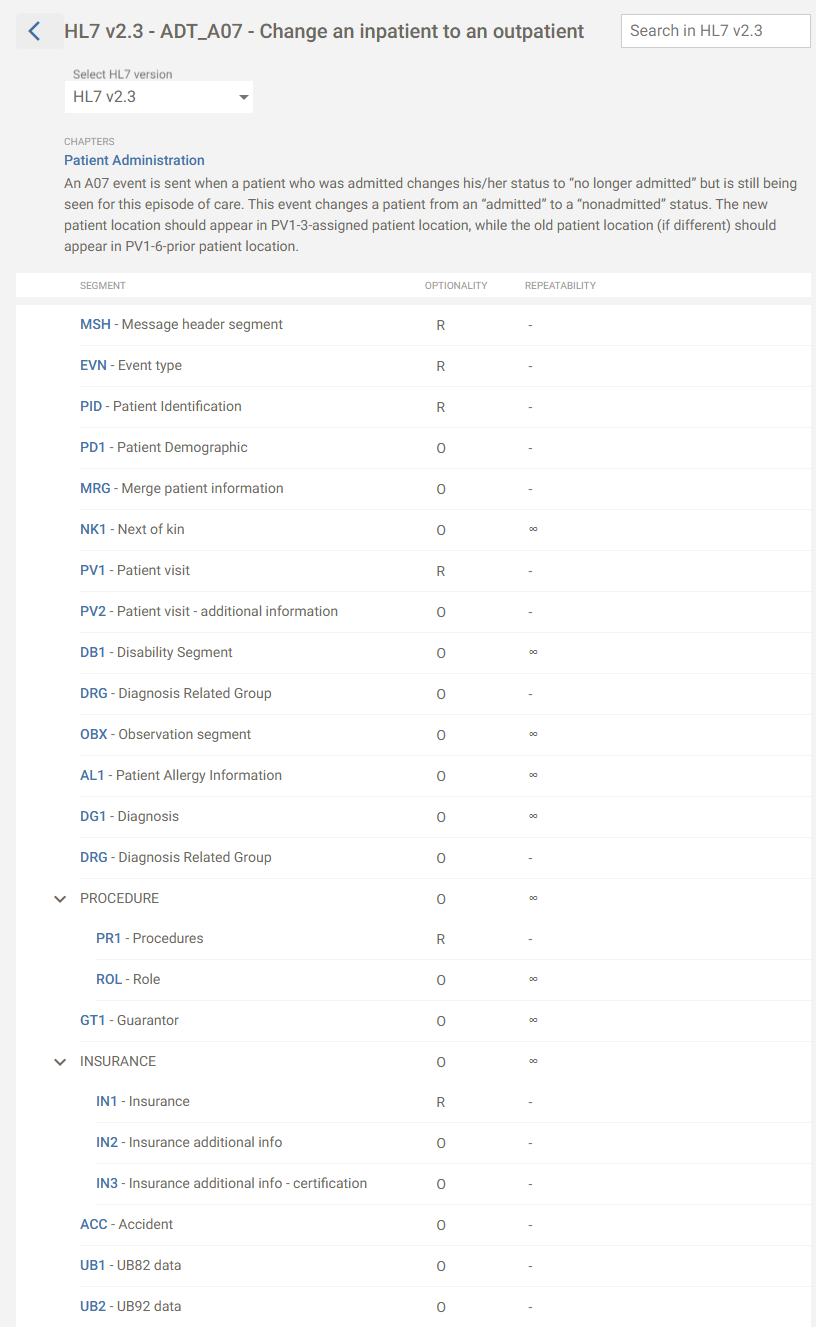 HL7 v2.3 - ADT_A07 - Change an inpatient to an outpatient
Search in HL7 v2.3
Select HL7 version
HL7 v2.3
CHAPTERS
Patient Administration
An A07 event is sent when a patient who was admitted changes his/her status to “no longer admitted” but is still being
seen for this episode of care. This event changes a patient from an “admitted” to a “nonadmitted” status. The new
patient location should appear in PV1-3-assigned patient location, while the old patient location (if different) should
appear in PV1-6-prior patient location.
SEGMENT OPTIONALITY REPEATABILITY
MSH - Message header segment R -
EVN - Event type R -
PID - Patient Identification R -
PD1 - Patient Demographic O -
MRG - Merge patient information O -
NK1 - Next of kin O ∞
PV1 - Patient visit R -
PV2 - Patient visit - additional information O -
DB1 - Disability Segment O ∞
DRG - Diagnosis Related Group O -
OBX - Observation segment O ∞
AL1 - Patient Allergy Information O ∞
DG1 - Diagnosis O ∞
DRG - Diagnosis Related Group O -
PROCEDURE O ∞
PR1 - Procedures R -
ROL - Role O ∞
GT1 - Guarantor O ∞
INSURANCE O ∞
IN1 - Insurance R -
IN2 - Insurance additional info O -
IN3 - Insurance additional info - certification O -
ACC - Accident O -
UB1 - UB82 data O -
UB2 - UB92 data O -